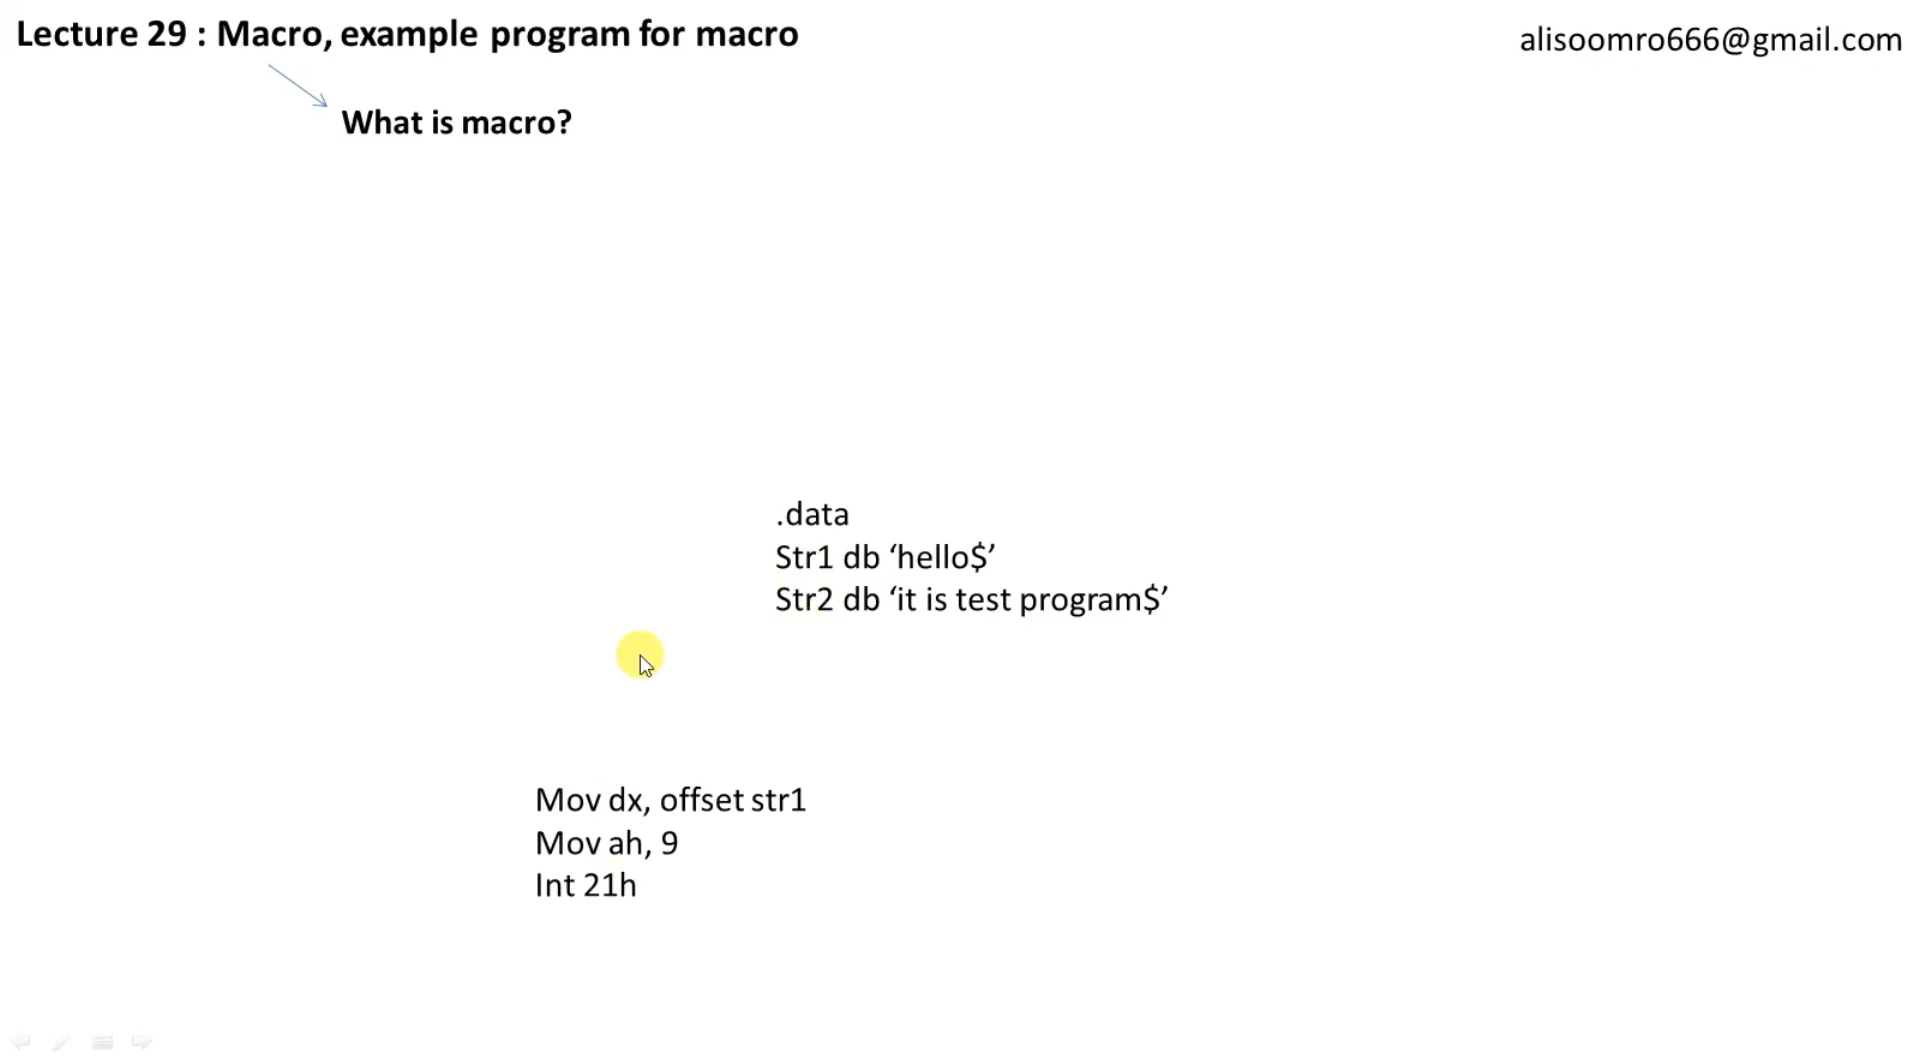 Lecture 29 : Macro, example program for macro
alisoomro666@gmail.com
What is macro?
.data
Str1 db ‘hello$’
Str2 db ‘it is test program$’
Mov dx, offset str1
Mov ah, 9
Int 21h